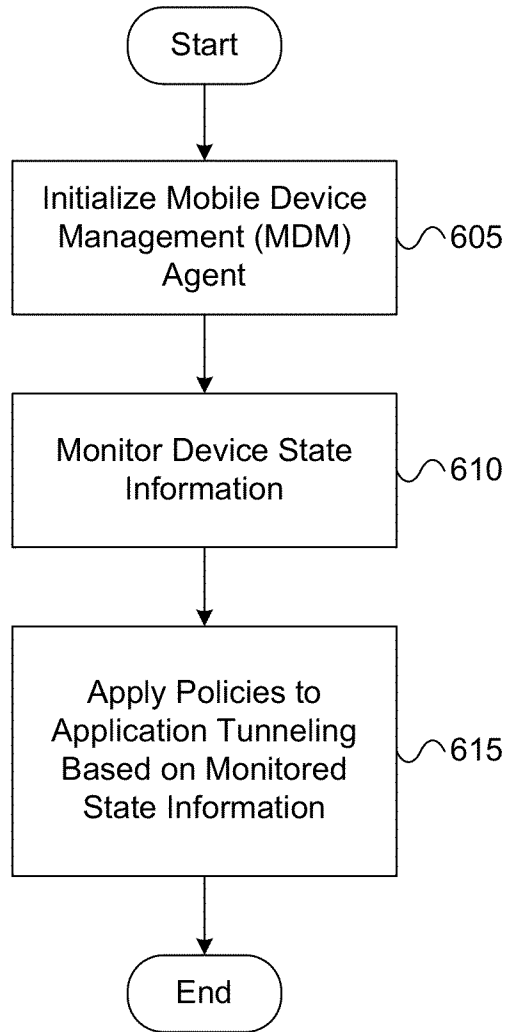 Start
Initialize Mobile Device
Management (MDM)
Agent
605
Monitor Device State
Information
610
Apply Policies to
Application Tunneling
Based on Monitored
State Information
615
End